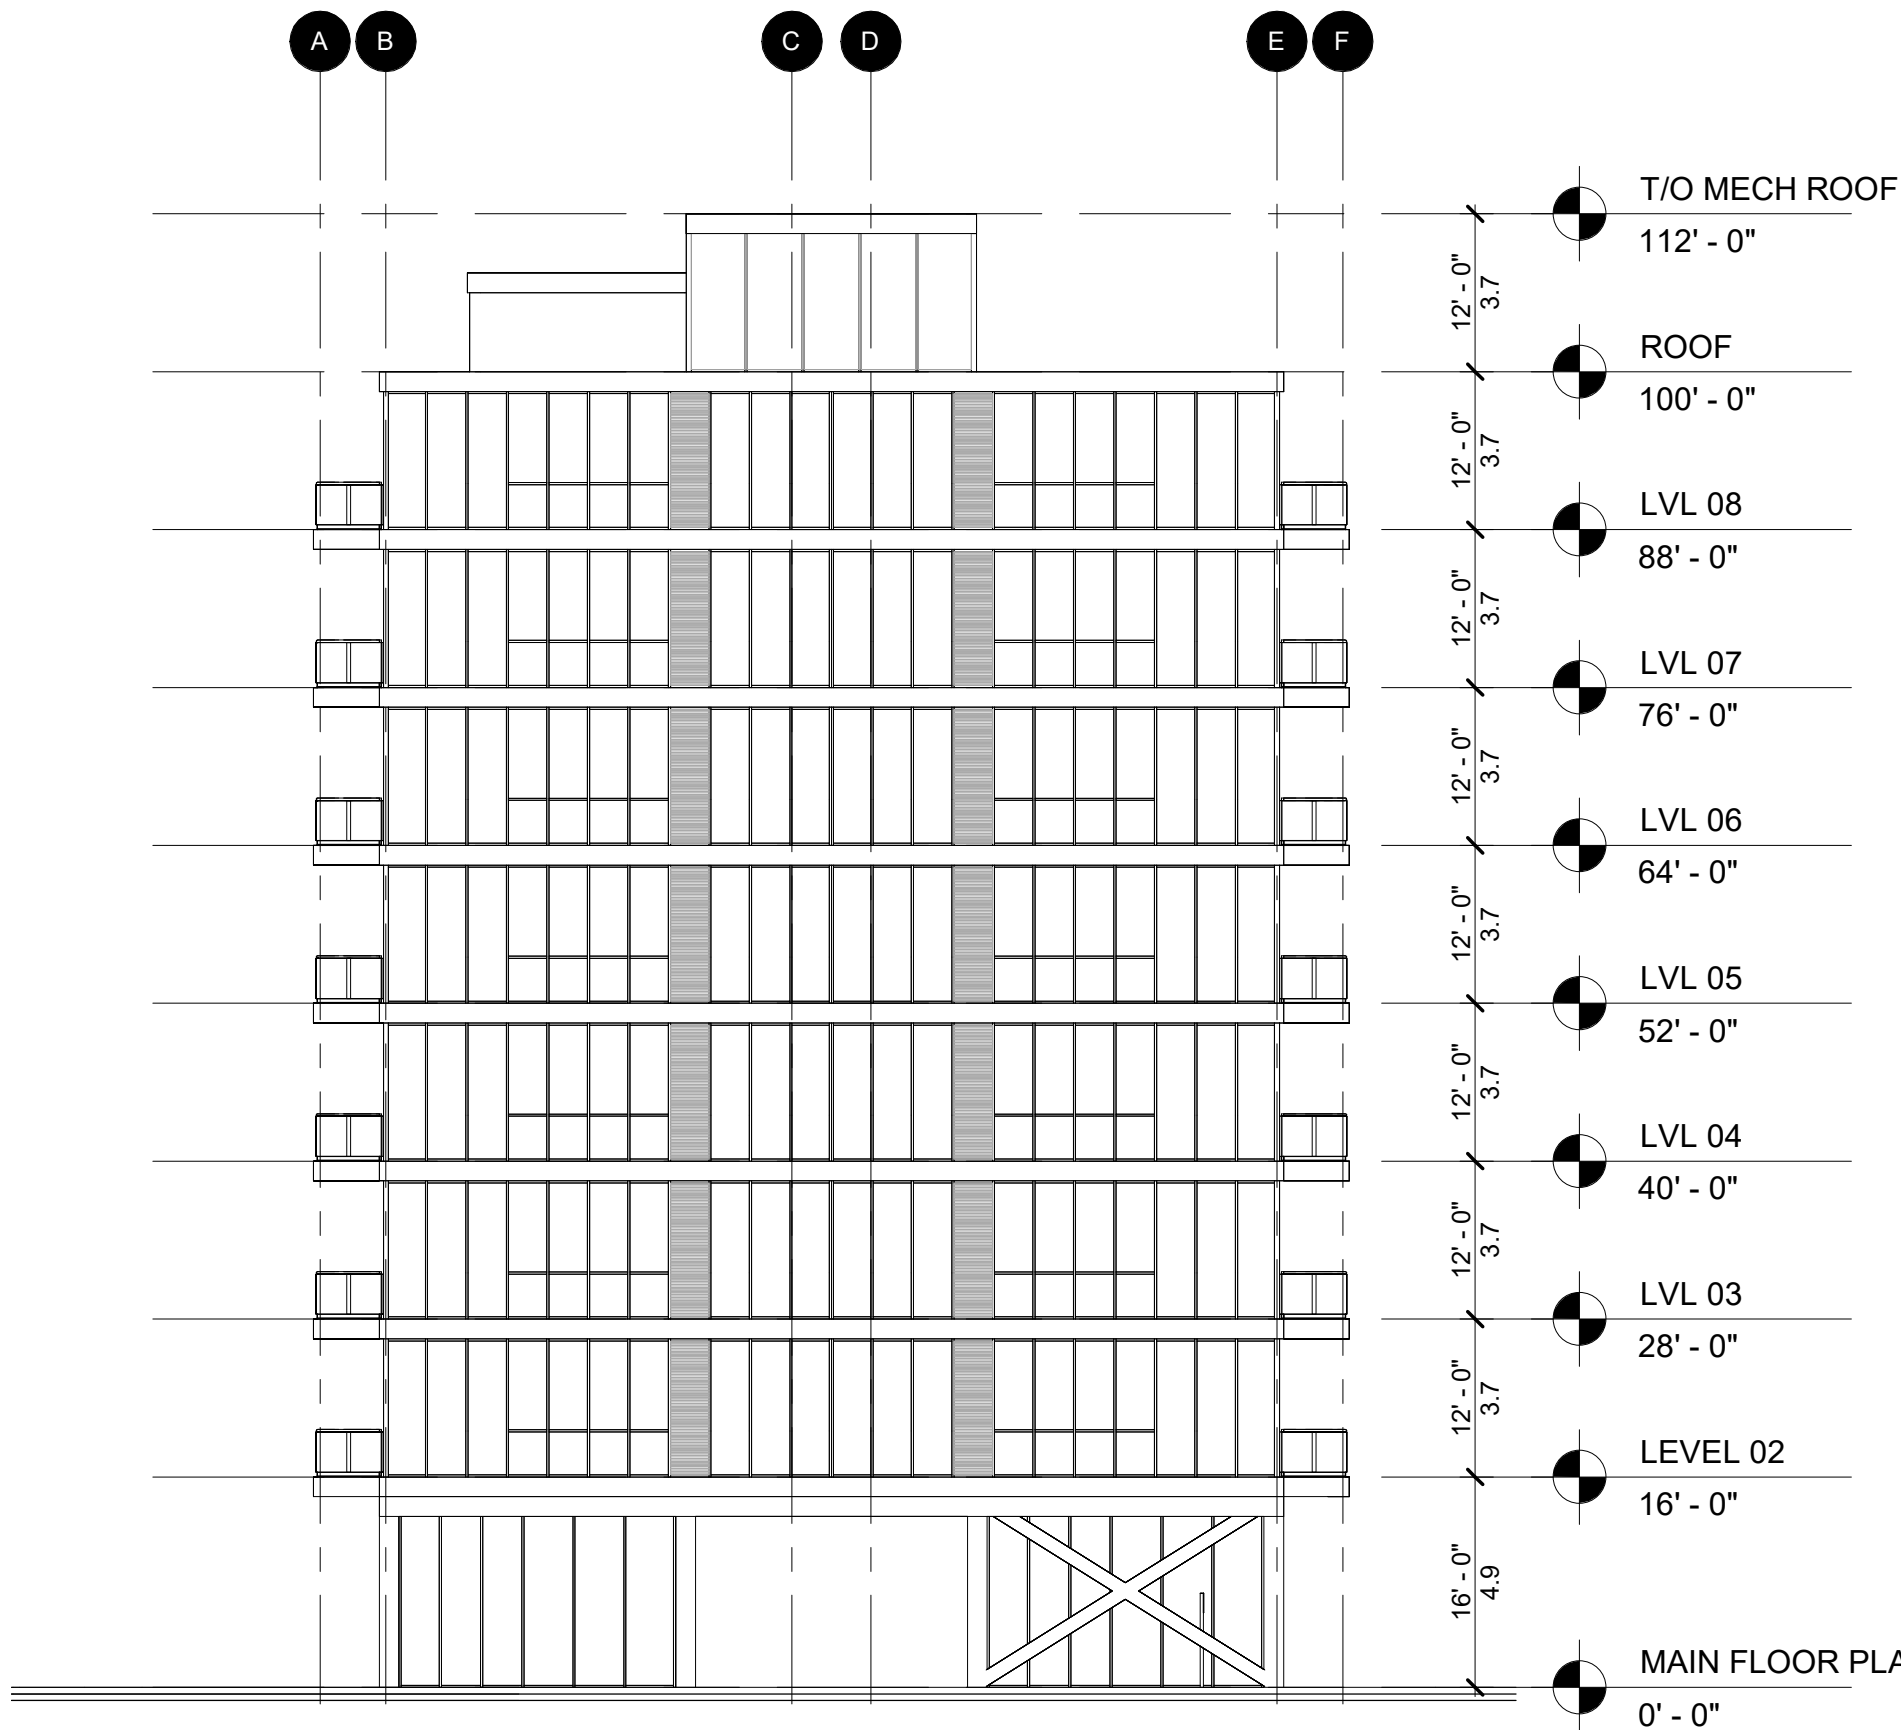 A B C D E F
T/O MECH ROOF
112' - 0"
12' - 0"
3.7
ROOF
100' - 0"
12' - 0"
3.7
LVL 08
88' - 0"
12' - 0"
3.7
LVL 07
76' - 0"
12' - 0"
3.7
LVL 06
64' - 0"
12' - 0"
3.7
LVL 05
52' - 0"
12' - 0"
3.7
LVL 04
40' - 0"
12' - 0"
3.7
LVL 03
28' - 0"
12' - 0"
3.7
LEVEL 02
16' - 0"
16' - 0"
4.9
MAIN FLOOR PLA
0' - 0"